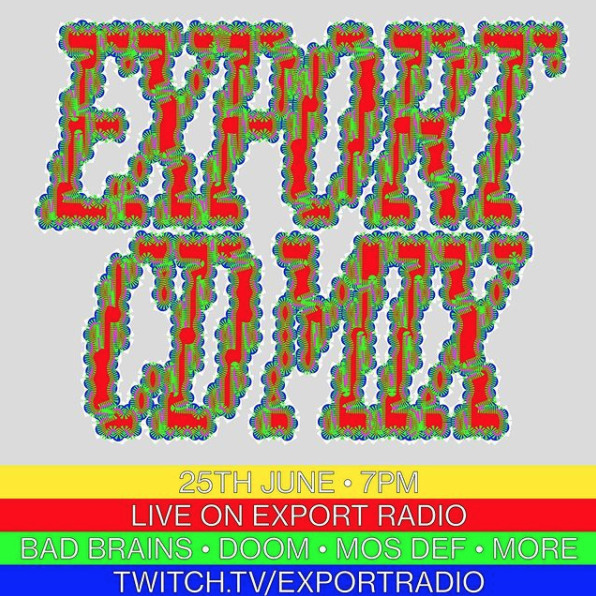 EXPORT
CD MIX
25TH JUNE • 7PM
LIVE ON EXPORT RADIO
BAD BRAINS • DOOM • MOS DEF • MORE
TWITCH.TV/EXPORTRADIO